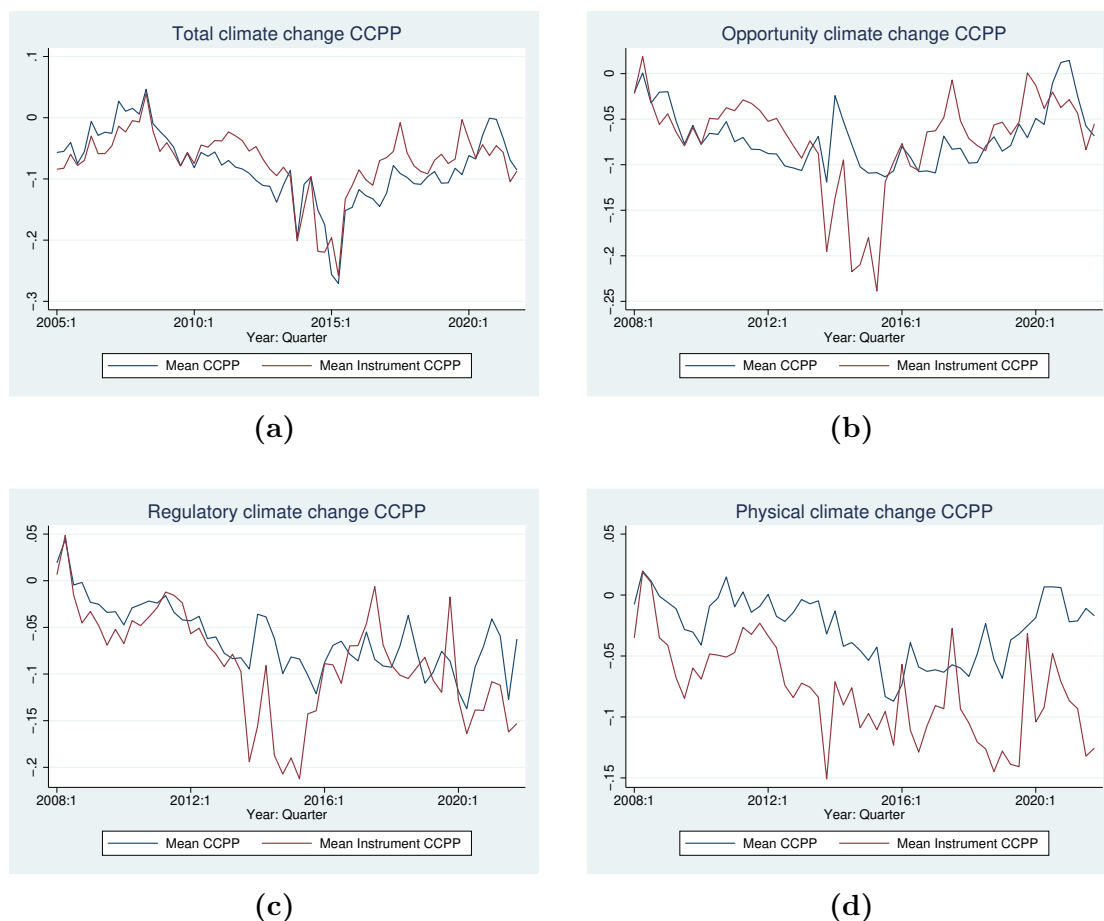 Total climate change CCPP
.1
0
-.1
-.2
-.3
2005:1 2010:1 2015:1 2020:1
Year: Quarter
Mean CCPP Mean Instrument CCPP
(a)
Opportunity climate change CCPP
0
-.05
-.1
-.15
-.2
-.25
2008:1 2012:1 2016:1 2020:1
Year: Quarter
Mean CCPP Mean Instrument CCPP
(b)
Regulatory climate change CCPP
.05
0
-.05
-.1
-.15
-.2
2008:1 2012:1 2016:1 2020:1
Year: Quarter
Mean CCPP Mean Instrument CCPP
(c)
Physical climate change CCPP
.05
0
-.05
-.1
-.15
2008:1 2012:1 2016:1 2020:1
Year: Quarter
Mean CCPP Mean Instrument CCPP
(d)